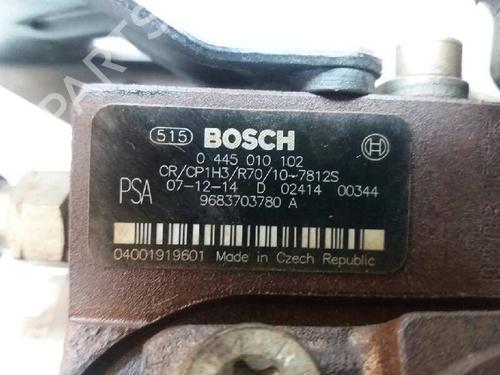 515 BOSCH
0 445 010 102
CR/CP1H3/R70/10-7812S
PSA 07-12-14 D 02414 00344
9683703780 A
04001919601 Made in Czech Republic